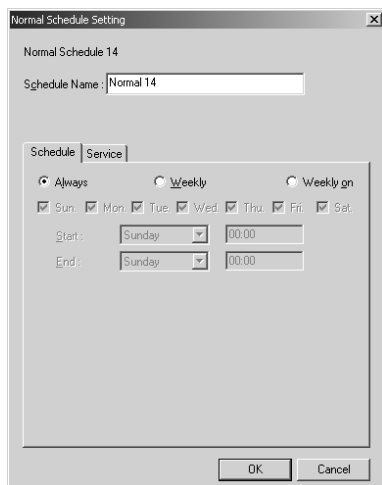 Normal Schedule Setting
Normal Schedule 14
Schedule Name : Normal 14
Schedule Service
Always Weekly Weekly on
Sun. Mon. Tue. Wed. Thu. Fri. Sat.
Start : Sunday 00:00
End : Sunday 00:00
OK Cancel